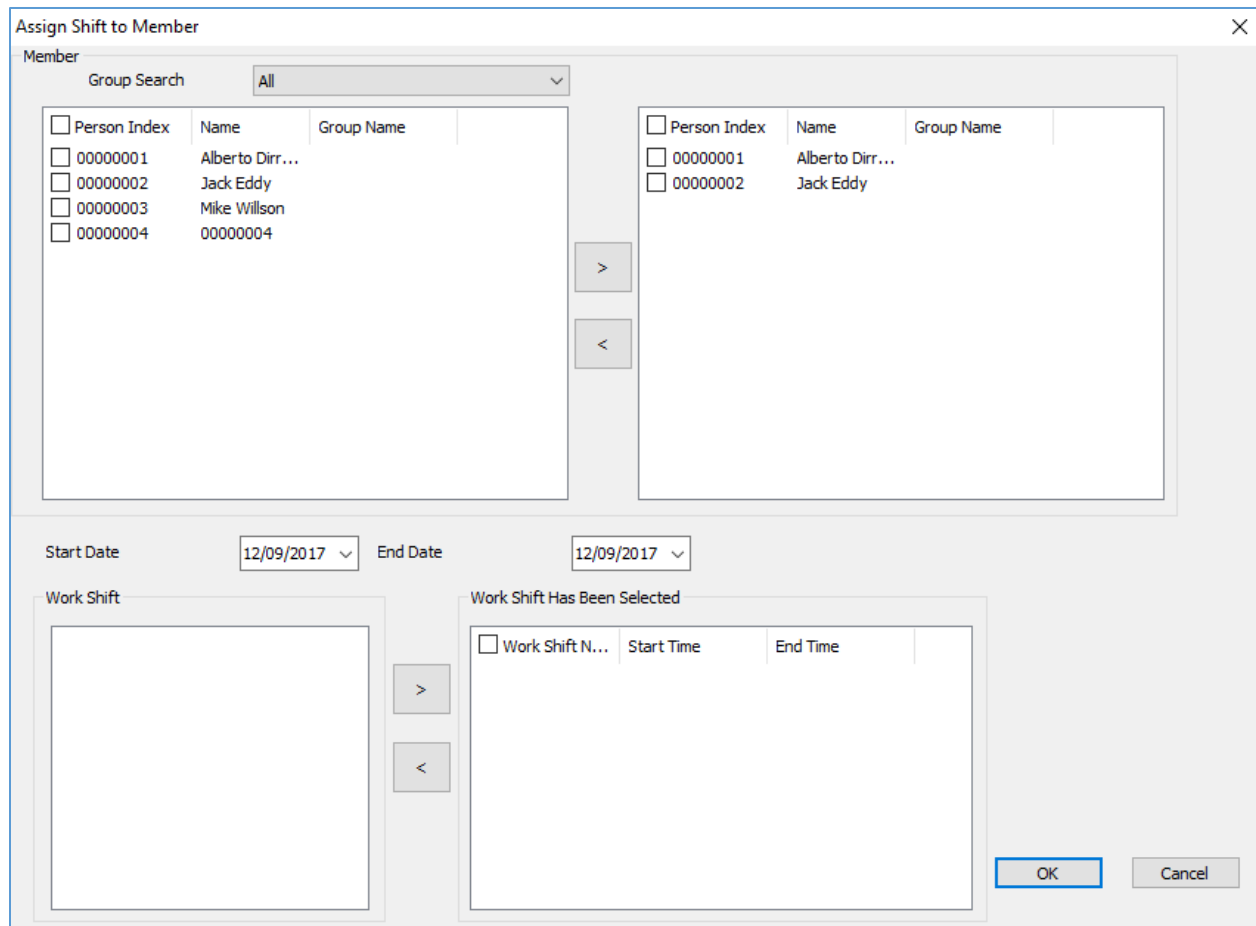 Assign Shift to Member
Member
Group Search All
Person Index Name Group Name
00000001 Alberto Dirr...
00000002 Jack Eddy
00000003 Mike Willson
00000004 00000004
>
<
Person Index Name Group Name
00000001 Alberto Dirr...
00000002 Jack Eddy
Start Date 12/09/2017 End Date 12/09/2017
Work Shift
>
<
Work Shift Has Been Selected
Work Shift N... Start Time End Time
OK Cancel